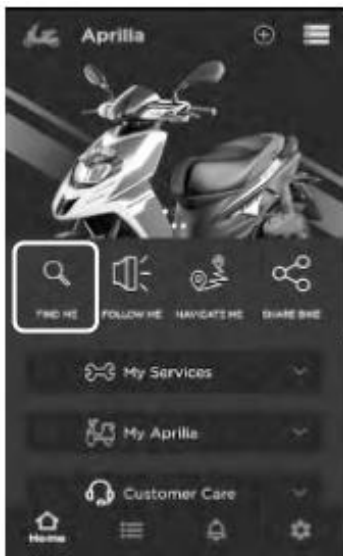 Aprilia
FIND ME
FOLLOW ME
NAVIGATE ME
SHARE BIKE
My Services
My Aprilia
Customer Care
Home